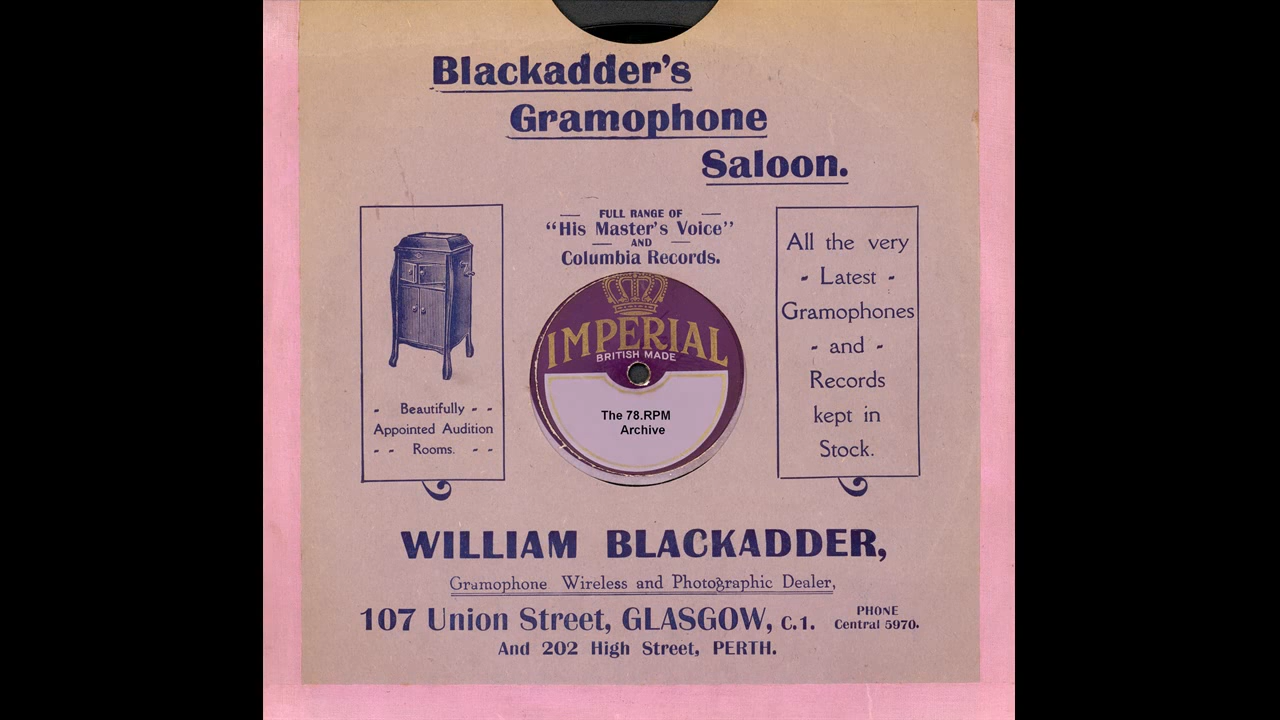 Blackadder's
Gramophone
Saloon.
FULL RANGE OF
"His Master's Voice"
AND
Columbia Records.
IMPERIAL
BRITISH MADE
The 78.RPM
Archive
- Beautifully - -
Appointed Audition
- - Rooms. - -
All the very
- Latest -
Gramophones
- and -
Records
kept in
Stock.
WILLIAM BLACKADDER,
Gramophone Wireless and Photographic Dealer,
107 Union Street, GLASGOW, C.1.
PHONE
Central 5970.
And 202 High Street, PERTH.